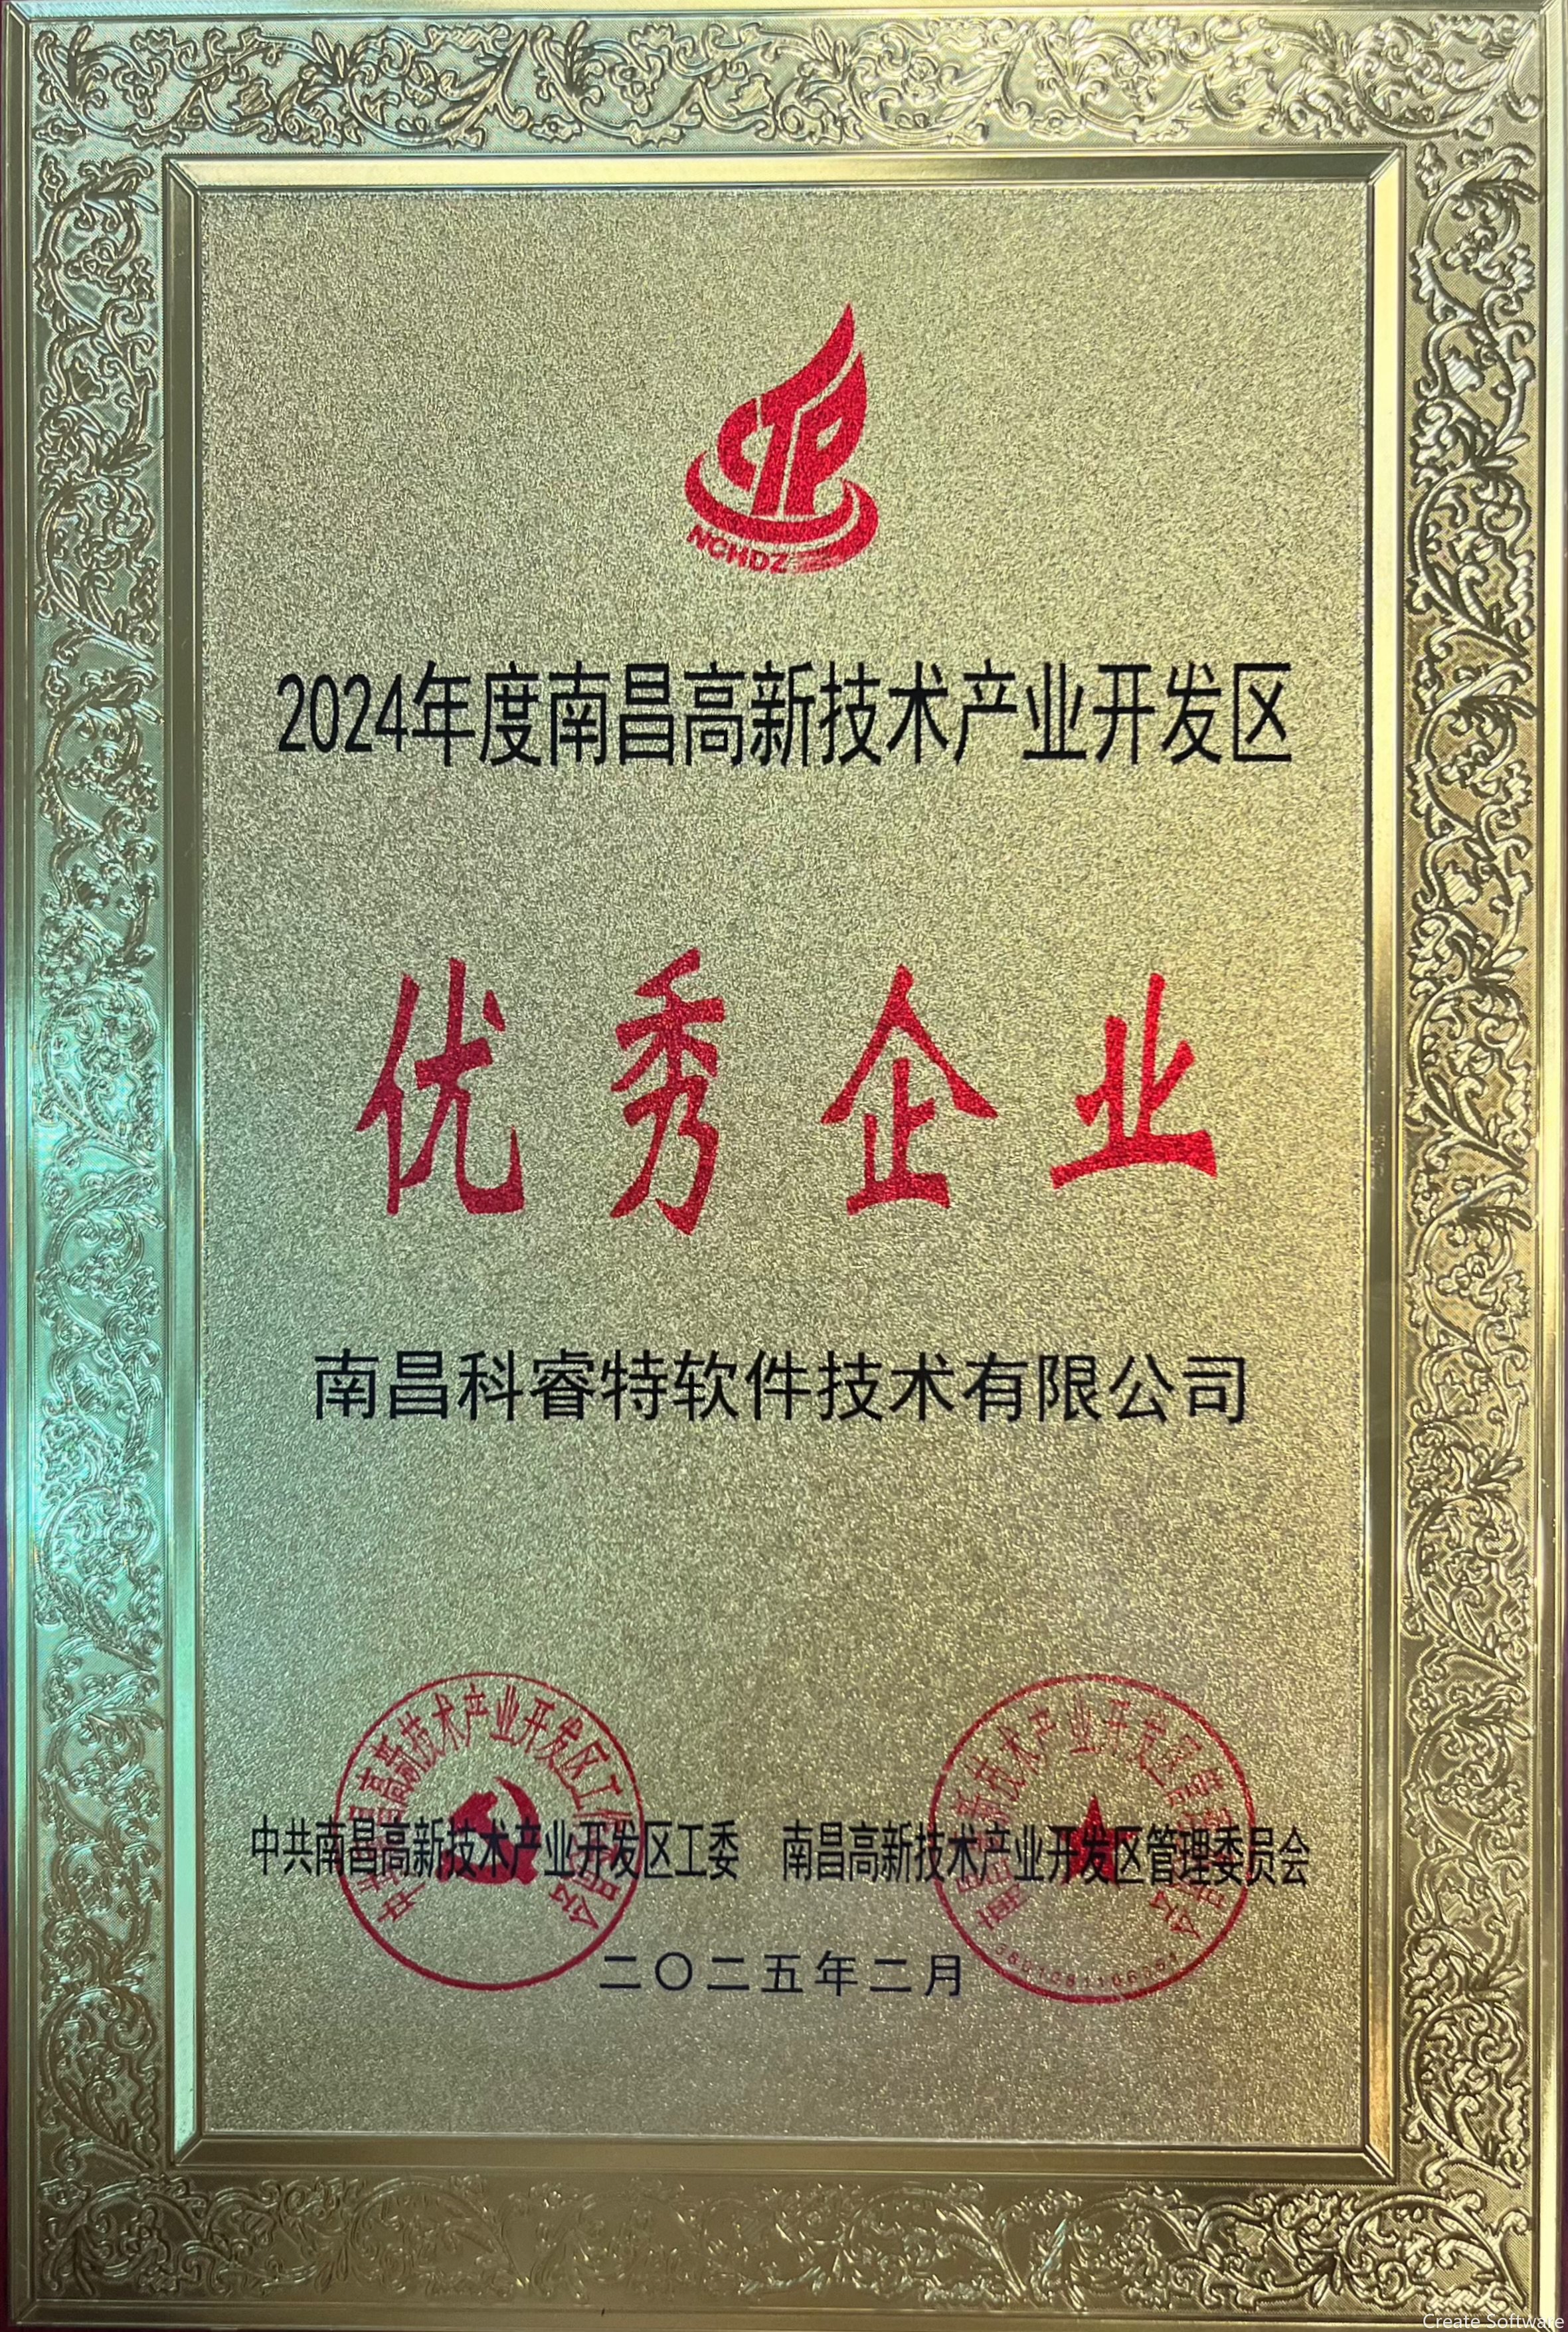 NCHDZ
2024年度南昌高新技术产业开发区
优秀企业
南昌科睿特软件技术有限公司
中共南昌高新技术产业开发区工委 南昌高新技术产业开发区管理委员会
二〇二五年二月
Create Software